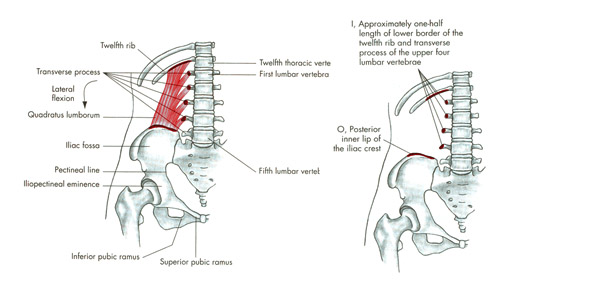 Twelfth rib
Transverse process
Lateral
flexion
Quadratus lumborum
Iliac fossa
Pectineal line
Iliopectineal eminence
Inferior pubic ramus
Superior pubic ramus
Twelfth thoracic verte
First lumbar vertebra
Fifth lumbar vertel
I, Approximately one-half
length of lower border of the
twelfth rib and transverse
process of the upper four
lumbar vertebrae
O, Posterior
inner lip of
the iliac crest